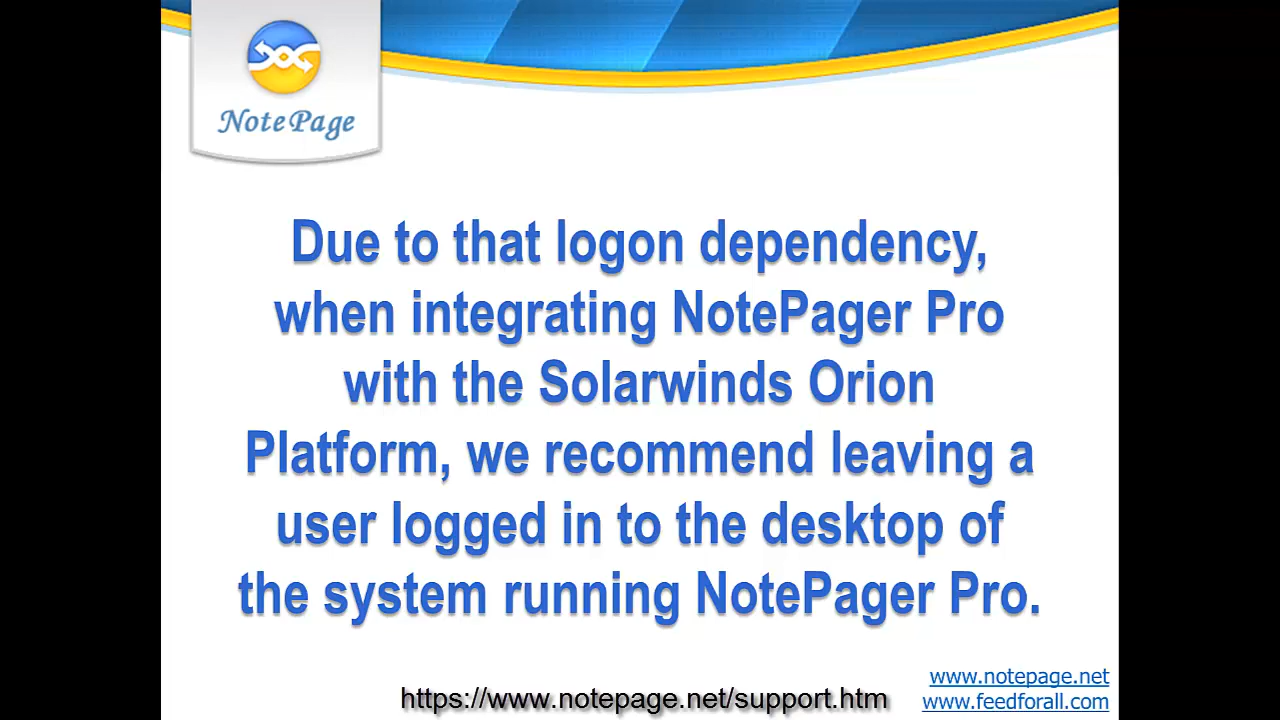 NotePage
Due to that logon dependency,
when integrating NotePager Pro
with the Solarwinds Orion
Platform, we recommend leaving a
user logged in to the desktop of
the system running NotePager Pro.
www.notepage.net
https://www.notepage.net/support.htm
www.feedforall.com